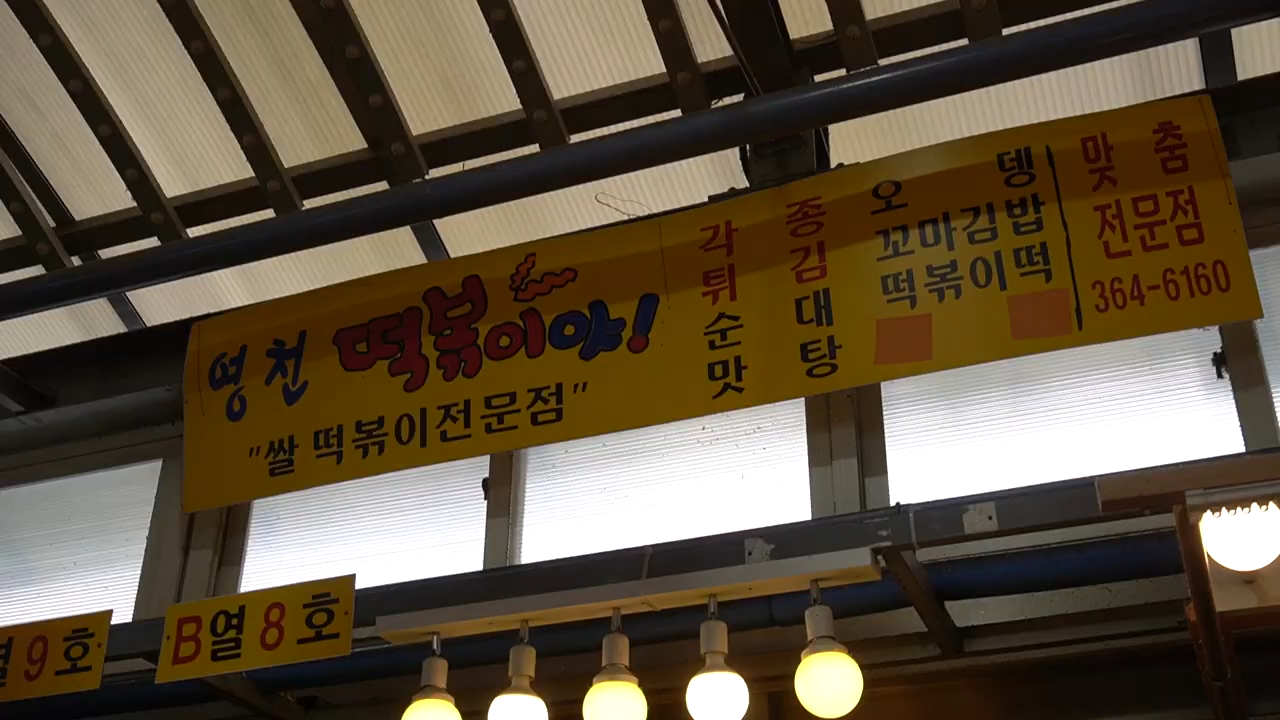 영천 떡볶이야!
"쌀 떡볶이전문점"
각 종
튀 김
순 대
맛 탕
오 뎅
꼬마김밥
떡볶이떡
맞 춤
전문점
364-6160
B열 8 호
열 9 호